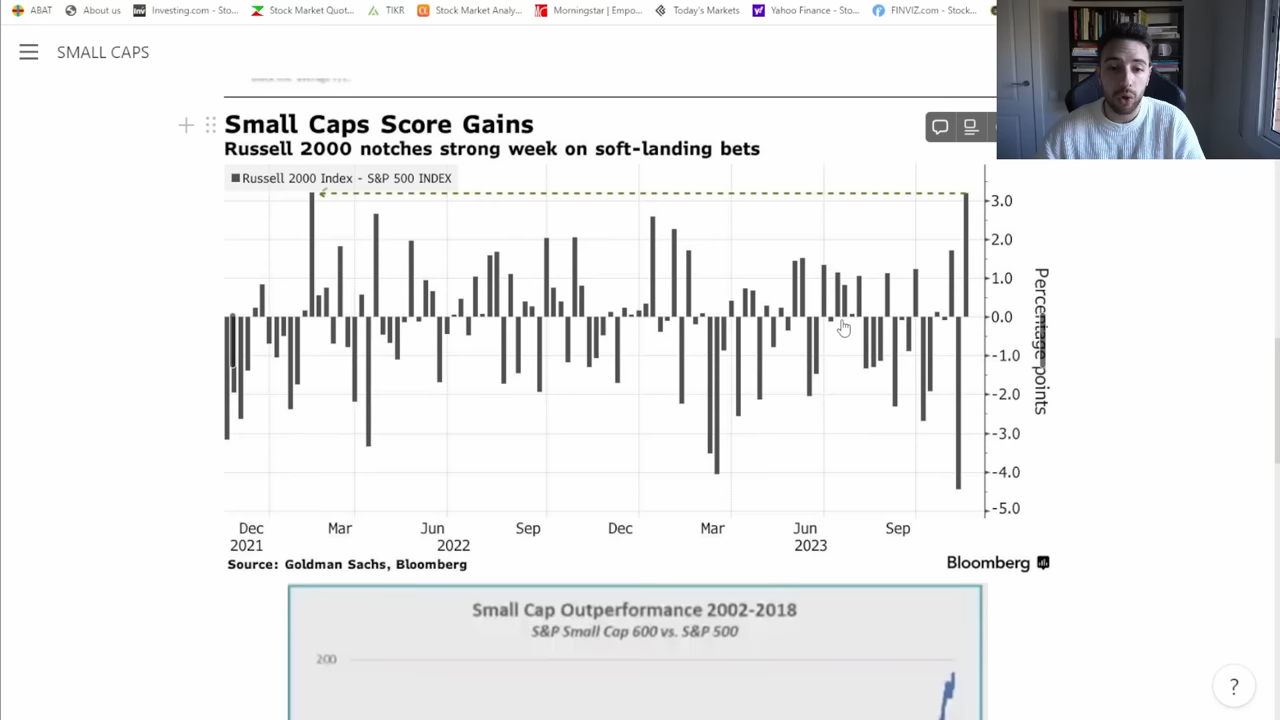 ABAT About us Investing.com - Sto... Stock Market Quot... TIKR Stock Market Analy... Morningstar | Empo... Today's Markets Yahoo Finance - Sto... FINVIZ.com - Stock...
SMALL CAPS
Small Caps Score Gains
Russell 2000 notches strong week on soft-landing bets
Russell 2000 Index - S&P 500 INDEX
3.0
2.0
1.0
0.0
-1.0
-2.0
-3.0
-4.0
-5.0
Percentage points
Dec Mar Jun Sep Dec Mar Jun Sep
2021 2022 2023
Source: Goldman Sachs, Bloomberg
Bloomberg
Small Cap Outperformance 2002-2018
S&P Small Cap 600 vs. S&P 500
200
?